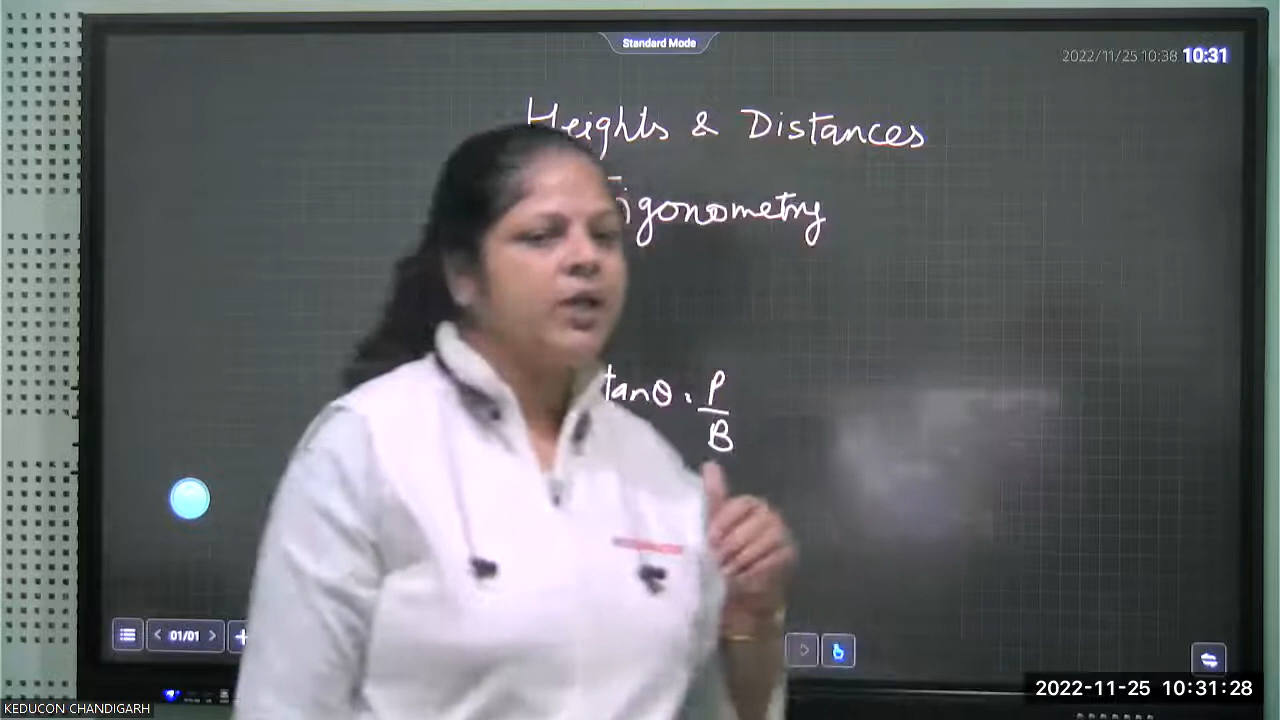 Standard Mode
2022/11/25 10:38 10:31
Heights & Distances
Trigonometry
tanθ = P/B
01/01
2022-11-25 10:31:28
KEDUCON CHANDIGARH